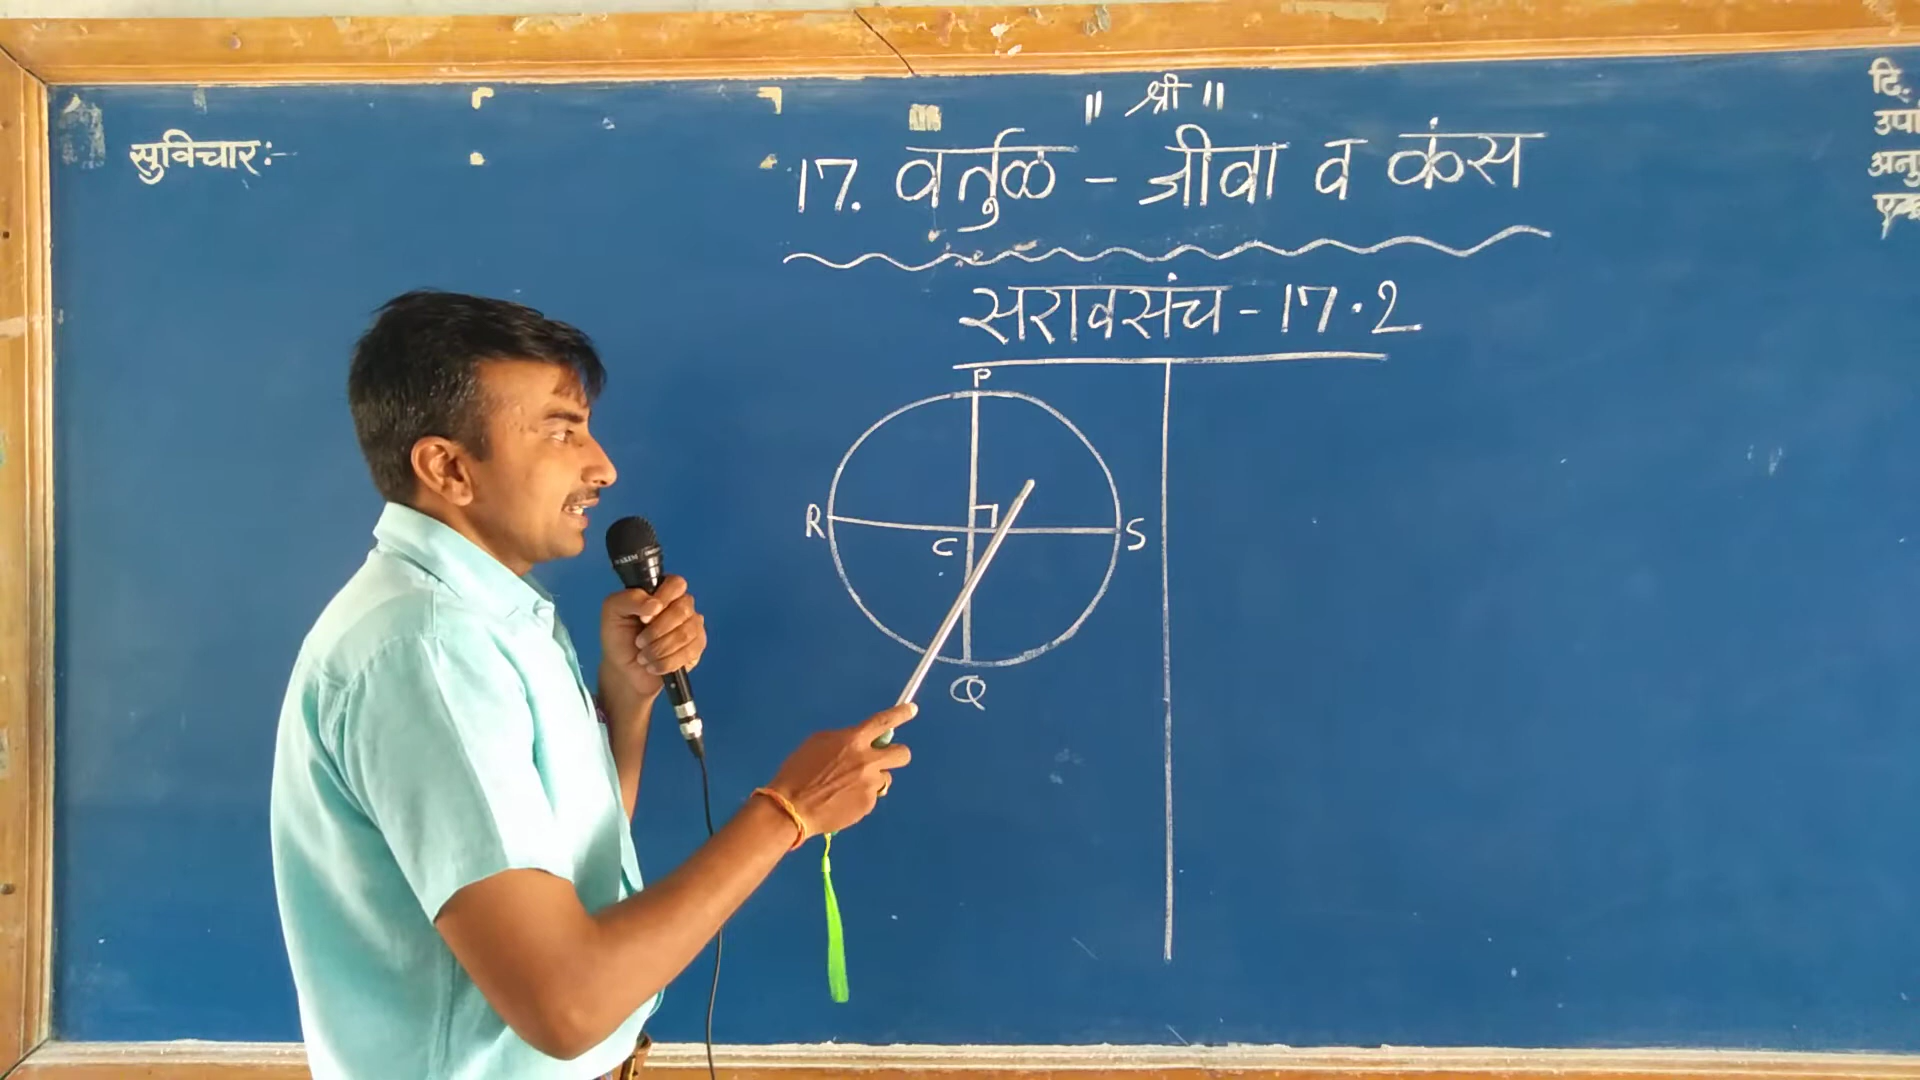 ॥ श्री ॥
सुविचार:-
17. वर्तुळ - जीवा व कंस
सरावसंच - 17.2
P
R
C
S
Q
दि.